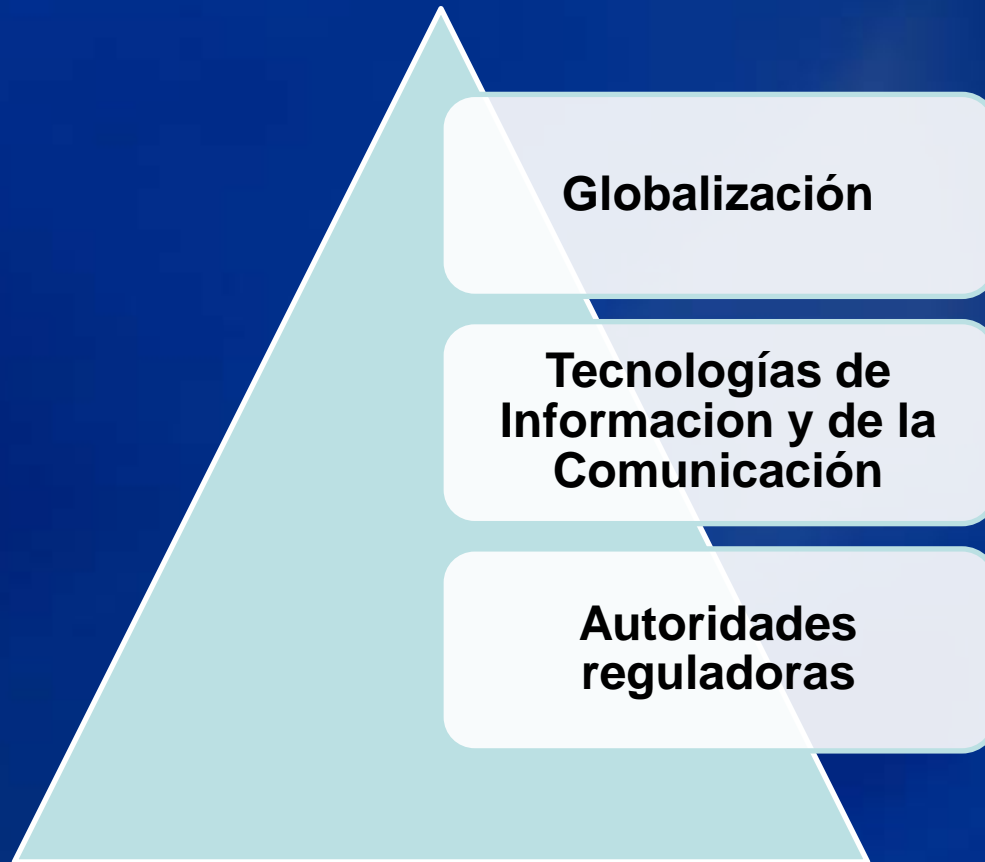 Globalización
Tecnologías de
Informacion y de la
Comunicación
Autoridades
reguladoras